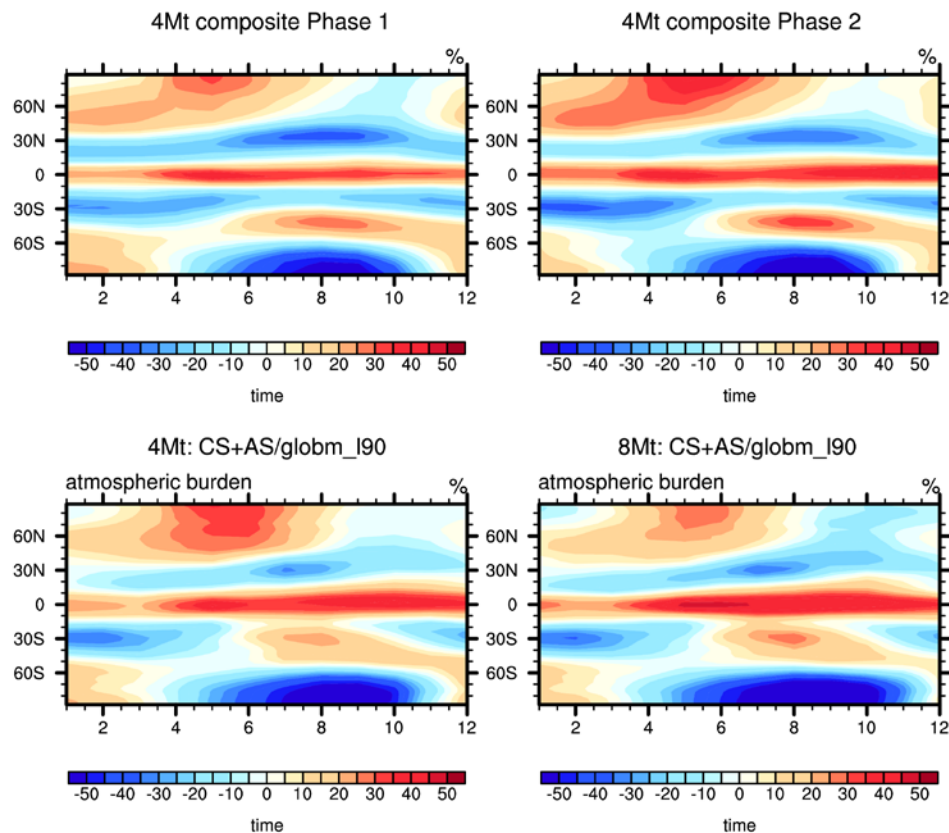 4Mt composite Phase 1
%
60N
30N
0
30S
60S
2 4 6 8 10 12
-50 -40 -30 -20 -10 0 10 20 30 40 50
time
4Mt composite Phase 2
%
60N
30N
0
30S
60S
2 4 6 8 10 12
-50 -40 -30 -20 -10 0 10 20 30 40 50
time
4Mt: CS+AS/globm_l90
atmospheric burden %
60N
30N
0
30S
60S
2 4 6 8 10 12
-50 -40 -30 -20 -10 0 10 20 30 40 50
time
8Mt: CS+AS/globm_l90
atmospheric burden %
60N
30N
0
30S
60S
2 4 6 8 10 12
-50 -40 -30 -20 -10 0 10 20 30 40 50
time